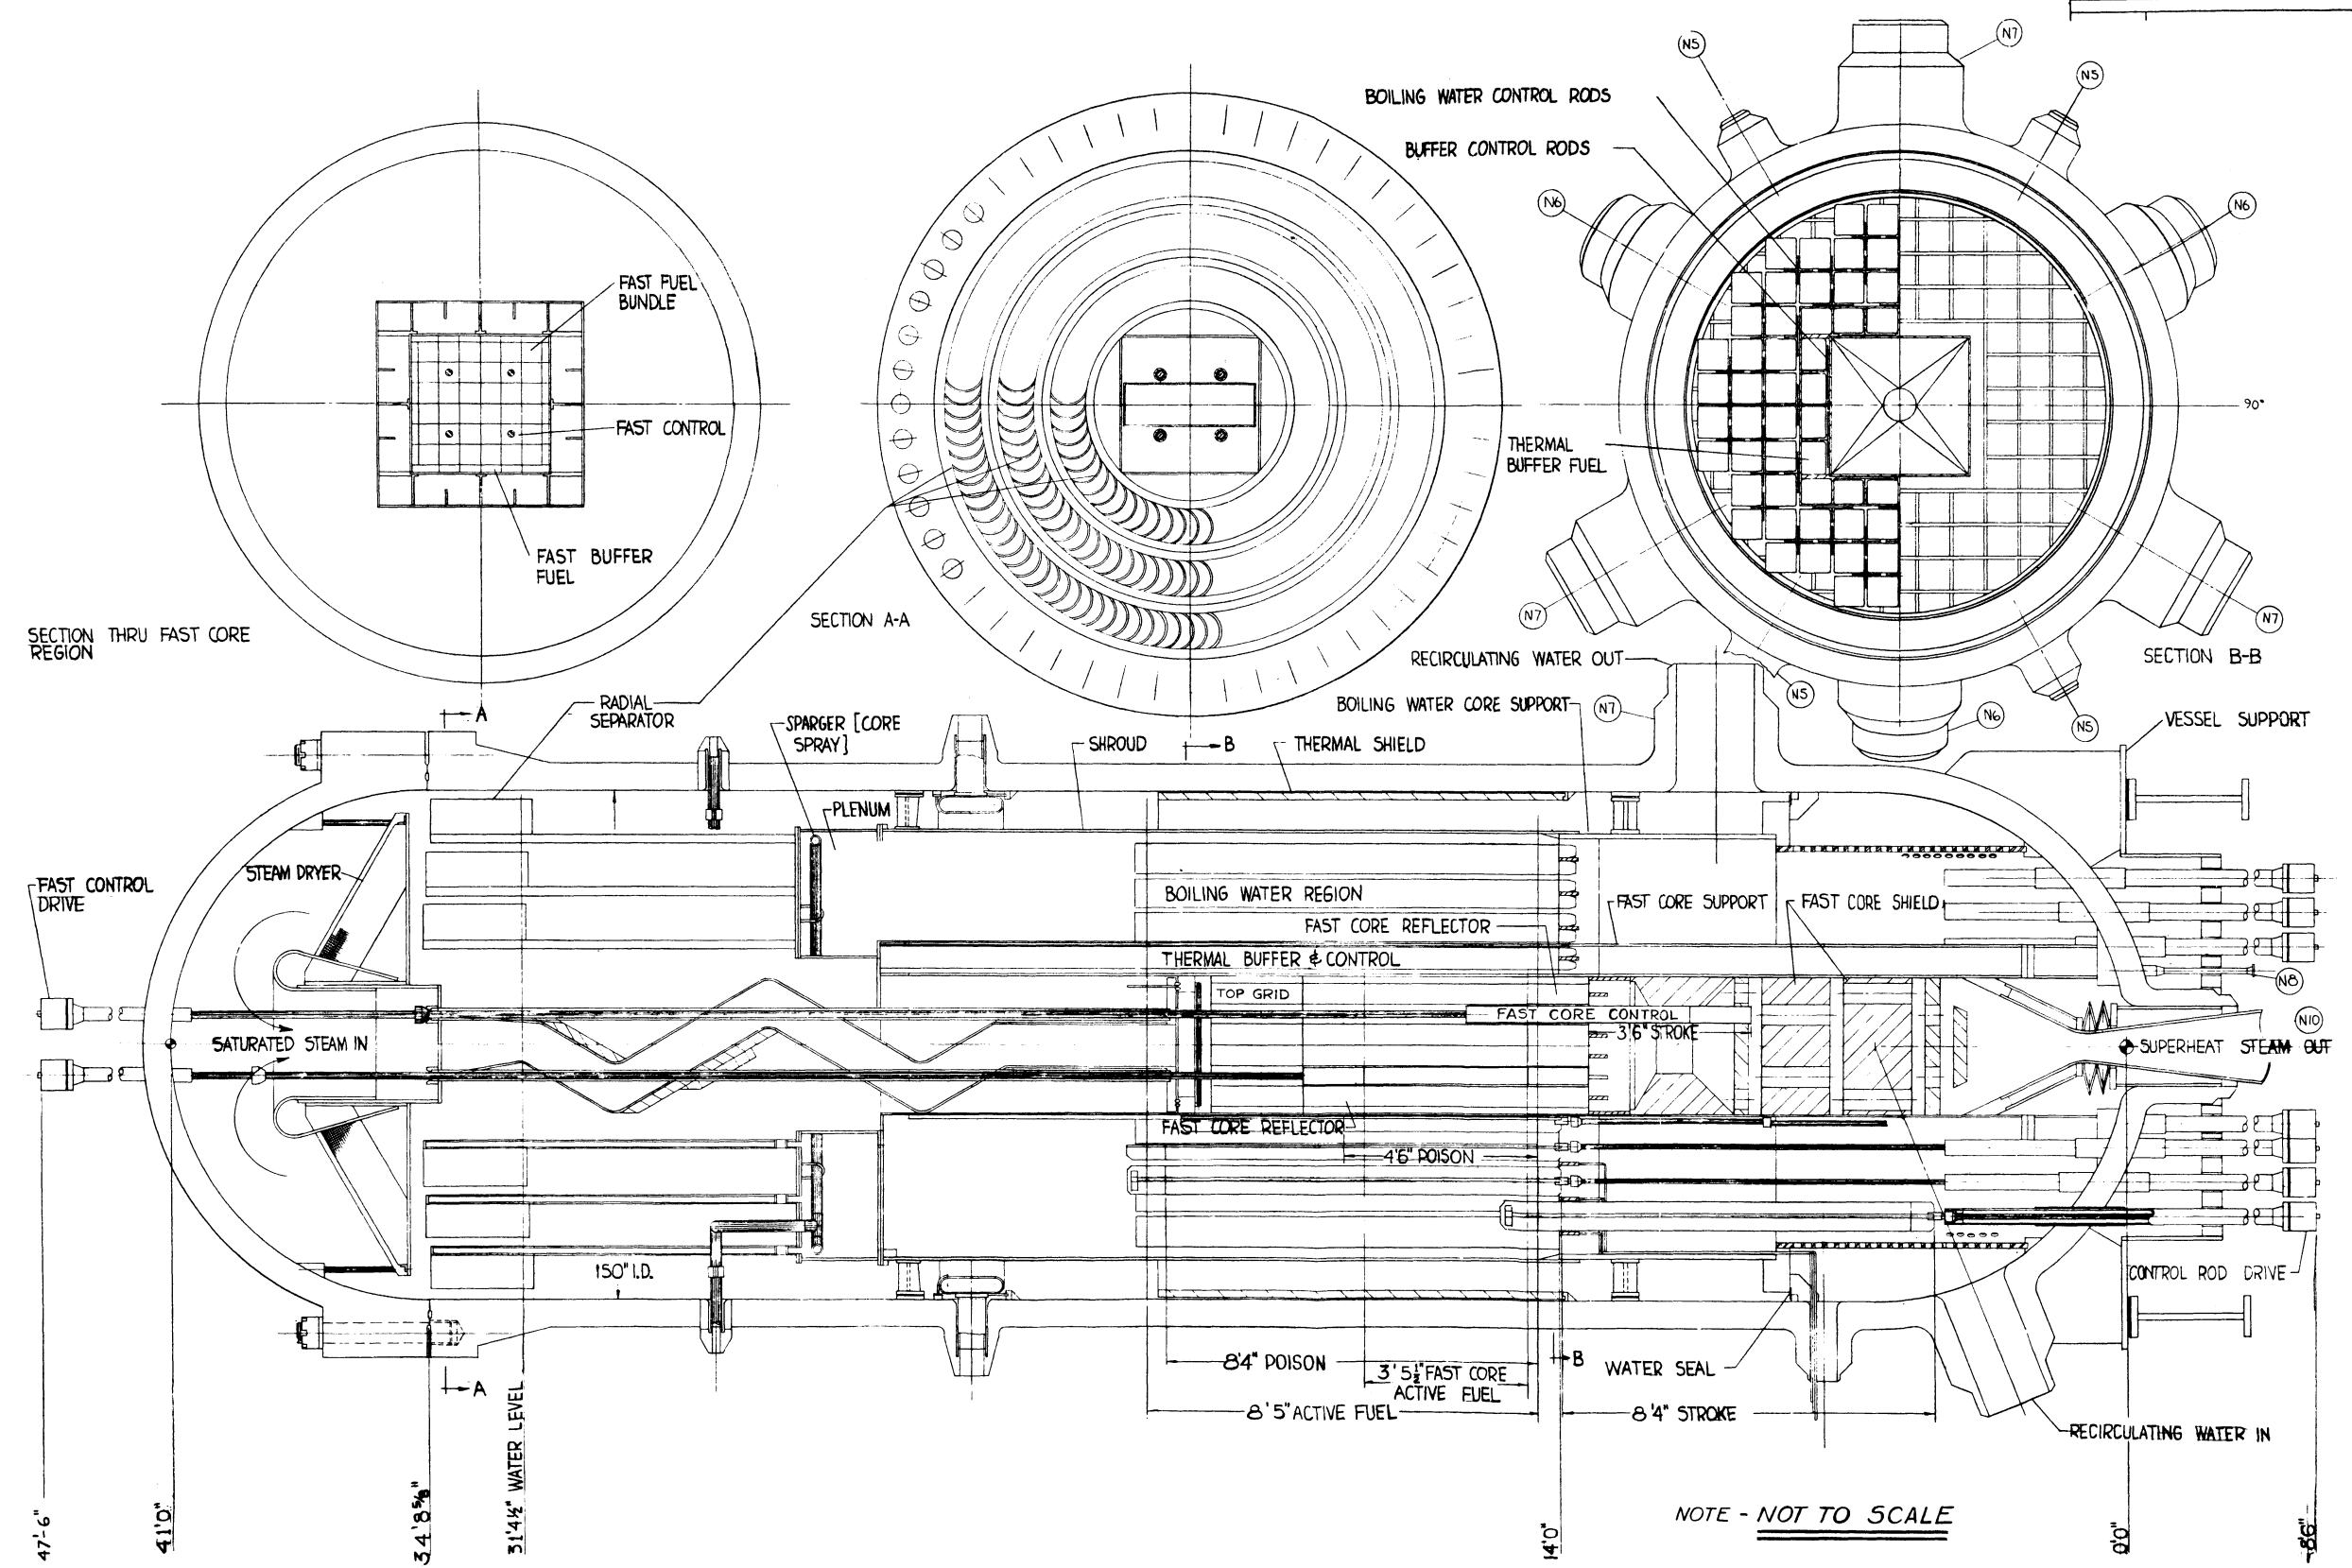 N5
N7
N5
BOILING WATER CONTROL RODS
BUFFER CONTROL RODS
N6
N6
FAST FUEL
BUNDLE
FAST CONTROL
90°
THERMAL
BUFFER FUEL
FAST BUFFER
FUEL
SECTION THRU FAST CORE
REGION
SECTION A-A
N7
N7
RECIRCULATING WATER OUT
SECTION B-B
N5
N6
N5
RADIAL
SEPARATOR
A
SPARGER [CORE
SPRAY]
BOILING WATER CORE SUPPORT
N7
VESSEL SUPPORT
SHROUD
B
THERMAL SHIELD
PLENUM
STEAM DRYER
FAST CONTROL
DRIVE
BOILING WATER REGION
FAST CORE SUPPORT
FAST CORE SHIELD
FAST CORE REFLECTOR
THERMAL BUFFER & CONTROL
N8
TOP GRID
FAST CORE CONTROL
3'6" STROKE
N10
SATURATED STEAM IN
SUPERHEAT STEAM OUT
FAST CORE REFLECTOR
4'6" POISON
150" I.D.
CONTROL ROD DRIVE
8'4" POISON
B
WATER SEAL
3' 5½" FAST CORE
ACTIVE FUEL
A
8' 5" ACTIVE FUEL
8'4" STROKE
RECIRCULATING WATER IN
47'-6"
41'0"
34'8⅝"
31'4½" WATER LEVEL
14'0"
NOTE - NOT TO SCALE
0'0"
-8'6"